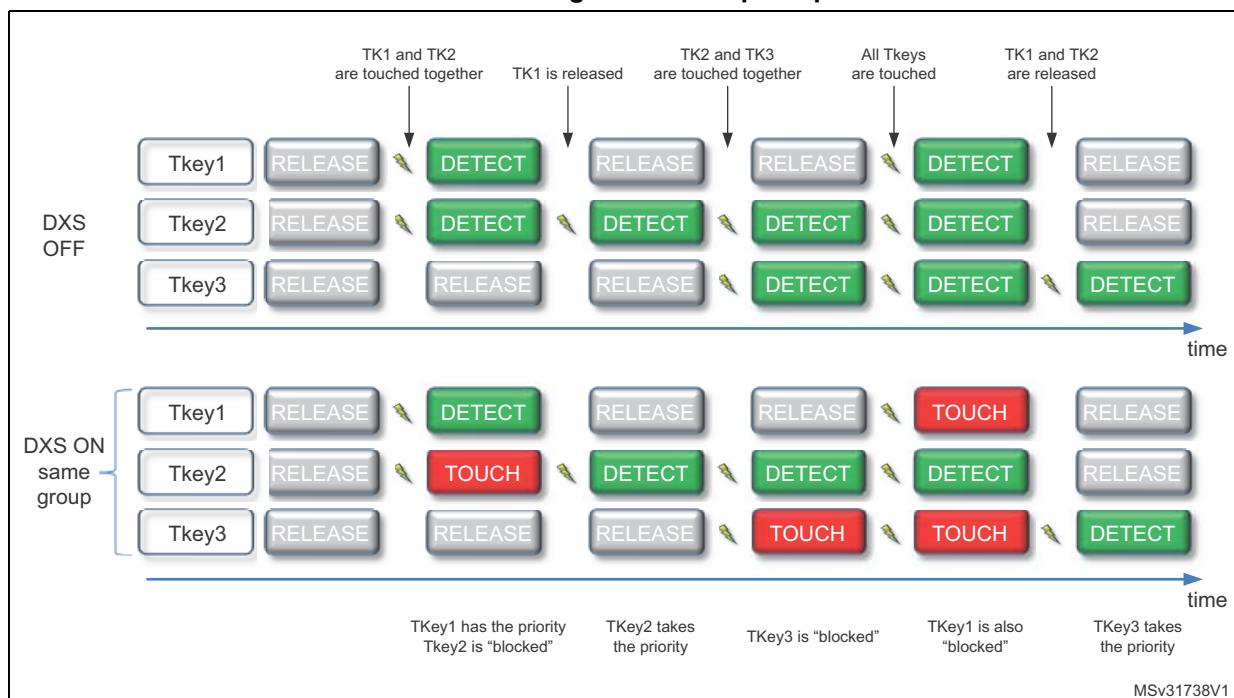 TK1 and TK2
are touched together
TK1 is released
TK2 and TK3
are touched together
All Tkeys
are touched
TK1 and TK2
are released
DXS
OFF
Tkey1 RELEASE DETECT RELEASE RELEASE DETECT RELEASE
Tkey2 RELEASE DETECT DETECT DETECT DETECT RELEASE
Tkey3 RELEASE RELEASE RELEASE DETECT DETECT DETECT
time
DXS ON
same
group
Tkey1 RELEASE DETECT RELEASE RELEASE TOUCH RELEASE
Tkey2 RELEASE TOUCH DETECT DETECT DETECT RELEASE
Tkey3 RELEASE RELEASE RELEASE TOUCH TOUCH DETECT
time
TKey1 has the priority
Tkey2 is “blocked”
TKey2 takes
the priority
TKey3 is “blocked”
TKey1 is also
“blocked”
TKey3 takes
the priority
MSv31738V1